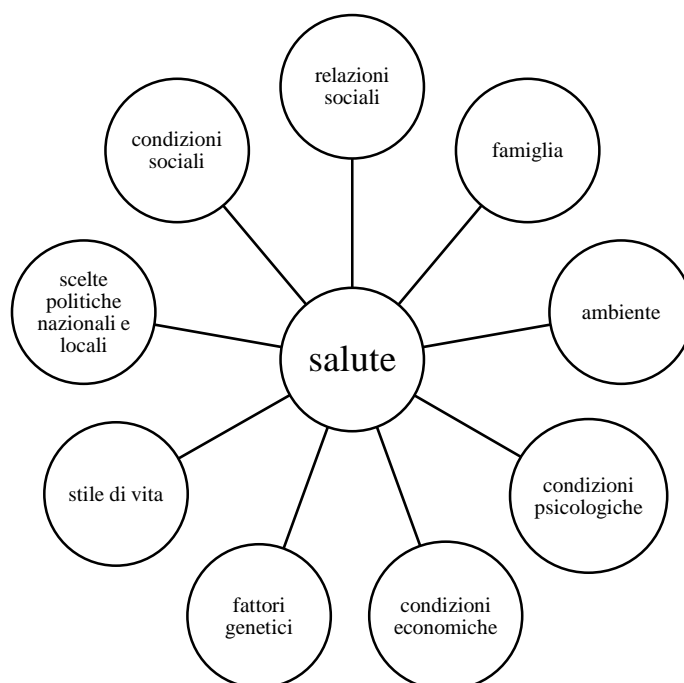 relazioni
sociali
famiglia
ambiente
condizioni
psicologiche
condizioni
economiche
fattori
genetici
stile di vita
scelte
politiche
nazionali e
locali
condizioni
sociali
salute